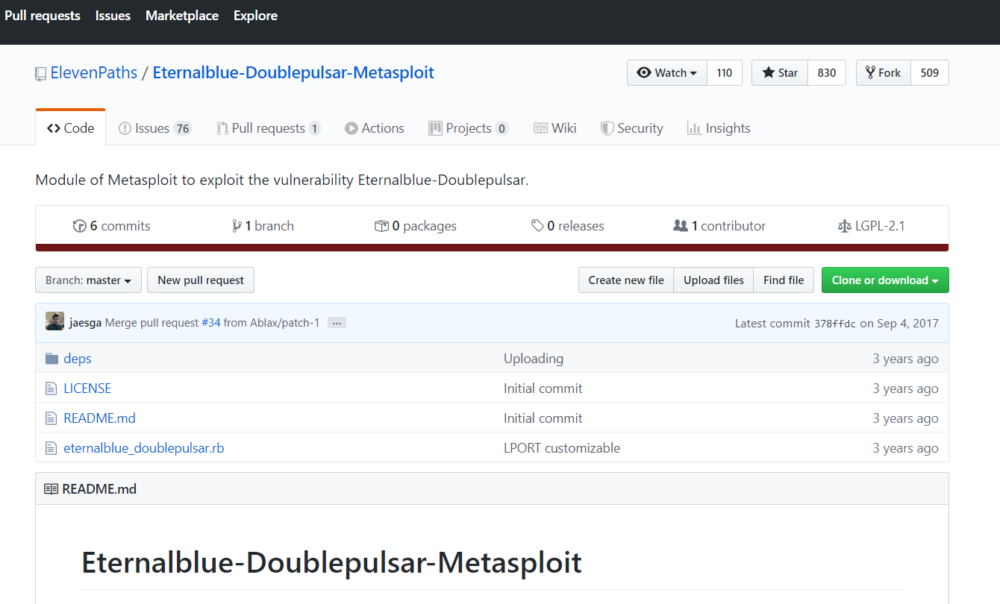 Pull requests Issues Marketplace Explore
ElevenPaths / Eternalblue-Doublepulsar-Metasploit Watch 110 Star 830 Fork 509
Code Issues 76 Pull requests 1 Actions Projects 0 Wiki Security Insights
Module of Metasploit to exploit the vulnerability Eternalblue-Doublepulsar.
6 commits 1 branch 0 packages 0 releases 1 contributor LGPL-2.1
Branch: master New pull request Create new file Upload files Find file Clone or download
jaesga Merge pull request #34 from Ablax/patch-1 ... Latest commit 378ffdc on Sep 4, 2017
deps Uploading 3 years ago
LICENSE Initial commit 3 years ago
README.md Initial commit 3 years ago
eternalblue_doublepulsar.rb LPORT customizable 3 years ago
README.md
Eternalblue-Doublepulsar-Metasploit